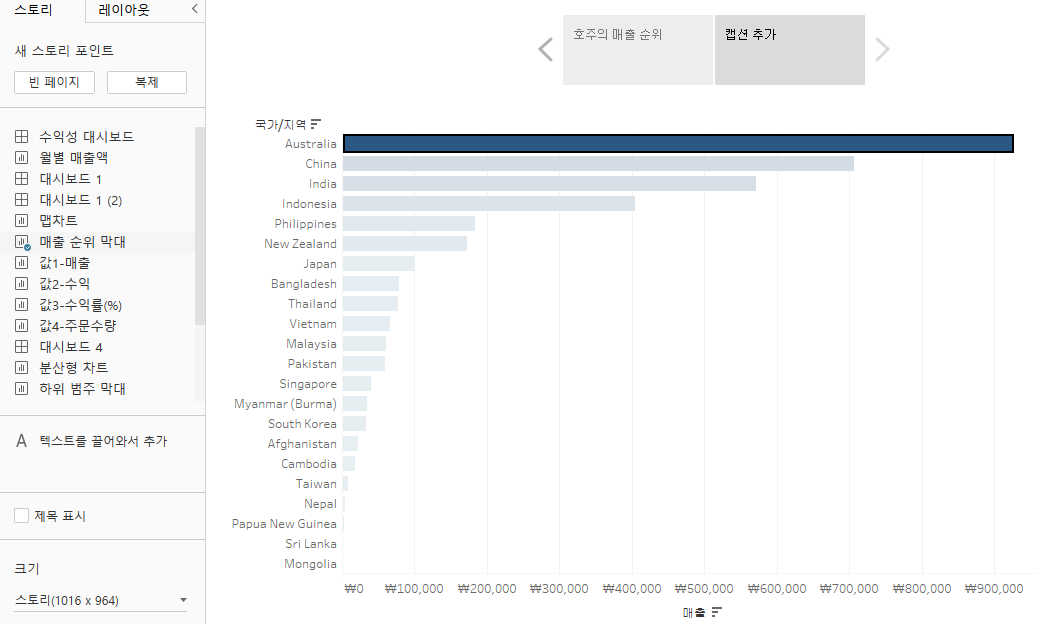 스토리
레이아웃
새 스토리 포인트
빈 페이지
복제
수익성 대시보드
월별 매출액
대시보드 1
대시보드 1 (2)
맵차트
매출 순위 막대
값1-매출
값2-수익
값3-수익률(%)
값4-주문수량
대시보드 4
분산형 차트
하위 범주 막대
A 텍스트를 끌어와서 추가
제목 표시
크기
스토리(1016 x 964)
호주의 매출 순위
캡션 추가
국가/지역
Australia
China
India
Indonesia
Philippines
New Zealand
Japan
Bangladesh
Thailand
Vietnam
Malaysia
Pakistan
Singapore
Myanmar (Burma)
South Korea
Afghanistan
Cambodia
Taiwan
Nepal
Papua New Guinea
Sri Lanka
Mongolia
₩0 ₩100,000 ₩200,000 ₩300,000 ₩400,000 ₩500,000 ₩600,000 ₩700,000 ₩800,000 ₩900,000
매출